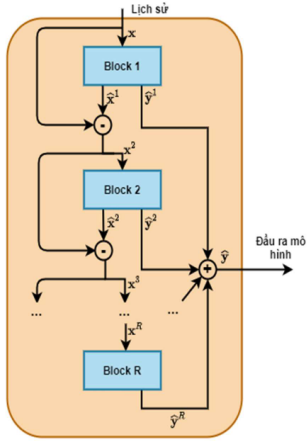 Lịch sử
x
Block 1
x̂¹
ŷ¹
-
x²
Block 2
x̂²
ŷ²
-
Đầu ra mô
hình
ŷ
+
x³
...
...
...
xᴿ
Block R
ŷᴿ